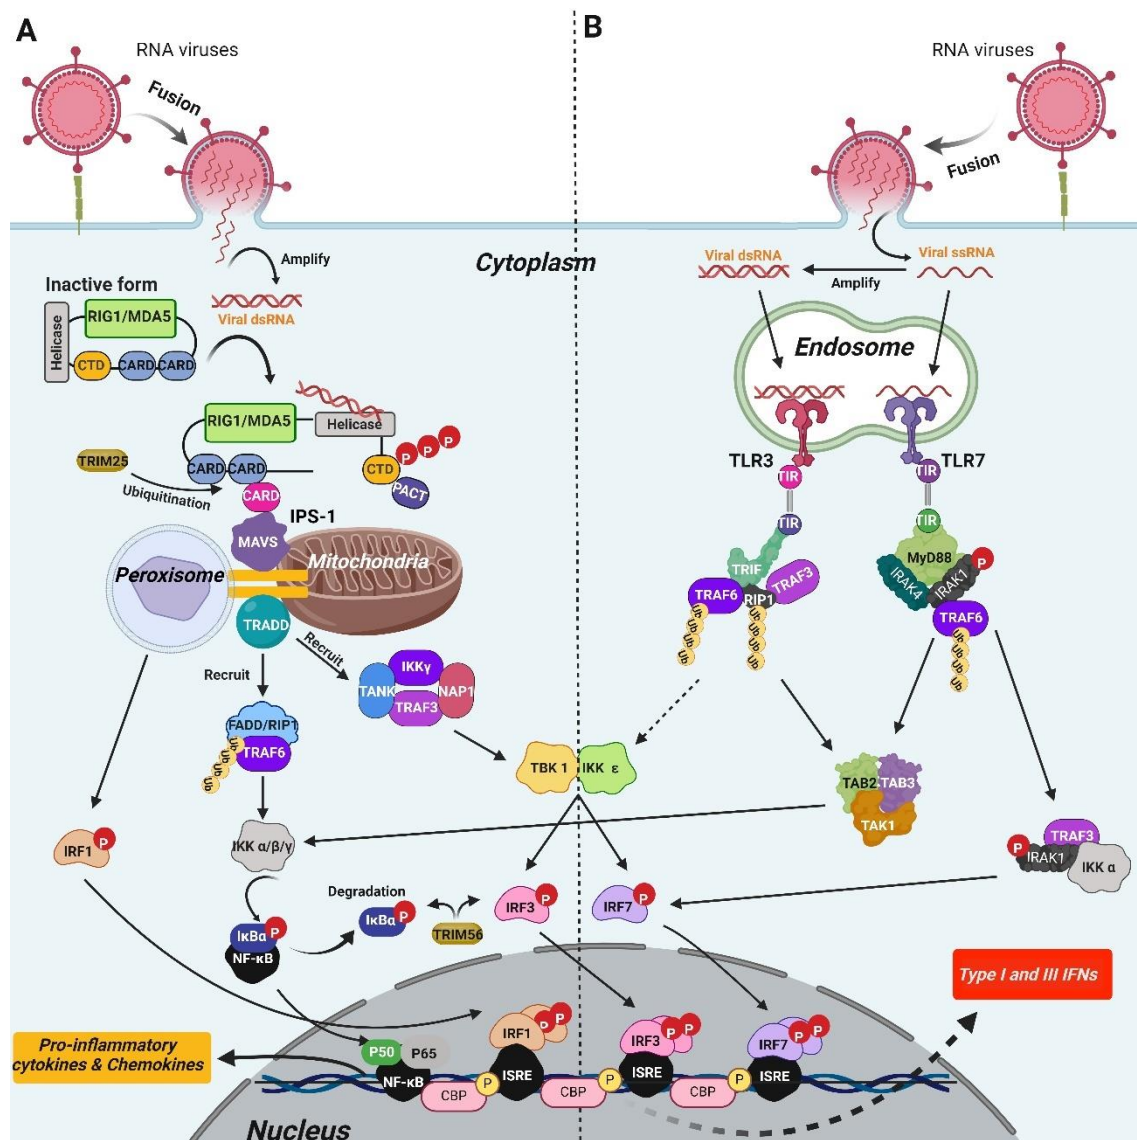 A
B
RNA viruses
RNA viruses
Fusion
Fusion
Amplify
Cytoplasm
Viral dsRNA
Viral ssRNA
Amplify
Inactive form
Helicase
RIG1/MDA5
CTD
CARD
CARD
Viral dsRNA
Endosome
RIG1/MDA5
Helicase
P
P
P
TRIM25
CARD
CARD
CTD
PACT
Ubiquitination
CARD
TLR3
TLR7
TIR
TIR
IPS-1
MAVS
TIR
TIR
Peroxisome
Mitochondria
TRIF
MyD88
P
TRAF6
RIP1
TRAF3
IRAK4
IRAK1
TRAF6
TRADD
Ub
Ub
Ub
Ub
Ub
Ub
Ub
Ub
Ub
Ub
Ub
Ub
Recruit
Recruit
IKKγ
TANK
NAP1
TRAF3
FADD/RIP1
TRAF6
Ub
Ub
Ub
Ub
TBK 1
IKK ε
TAB2
TAB3
TAK1
IRF1
P
IKK α/β/γ
TRAF3
P
IRAK1
IKK α
Degradation
IκBα
P
IκBα
P
NF-κB
TRIM56
IRF3
P
IRF7
P
Type I and III IFNs
Pro-inflammatory
cytokines & Chemokines
P50
P65
NF-κB
IRF1
P
P
ISRE
IRF3
P
P
ISRE
IRF7
P
P
ISRE
CBP
P
CBP
P
CBP
P
Nucleus